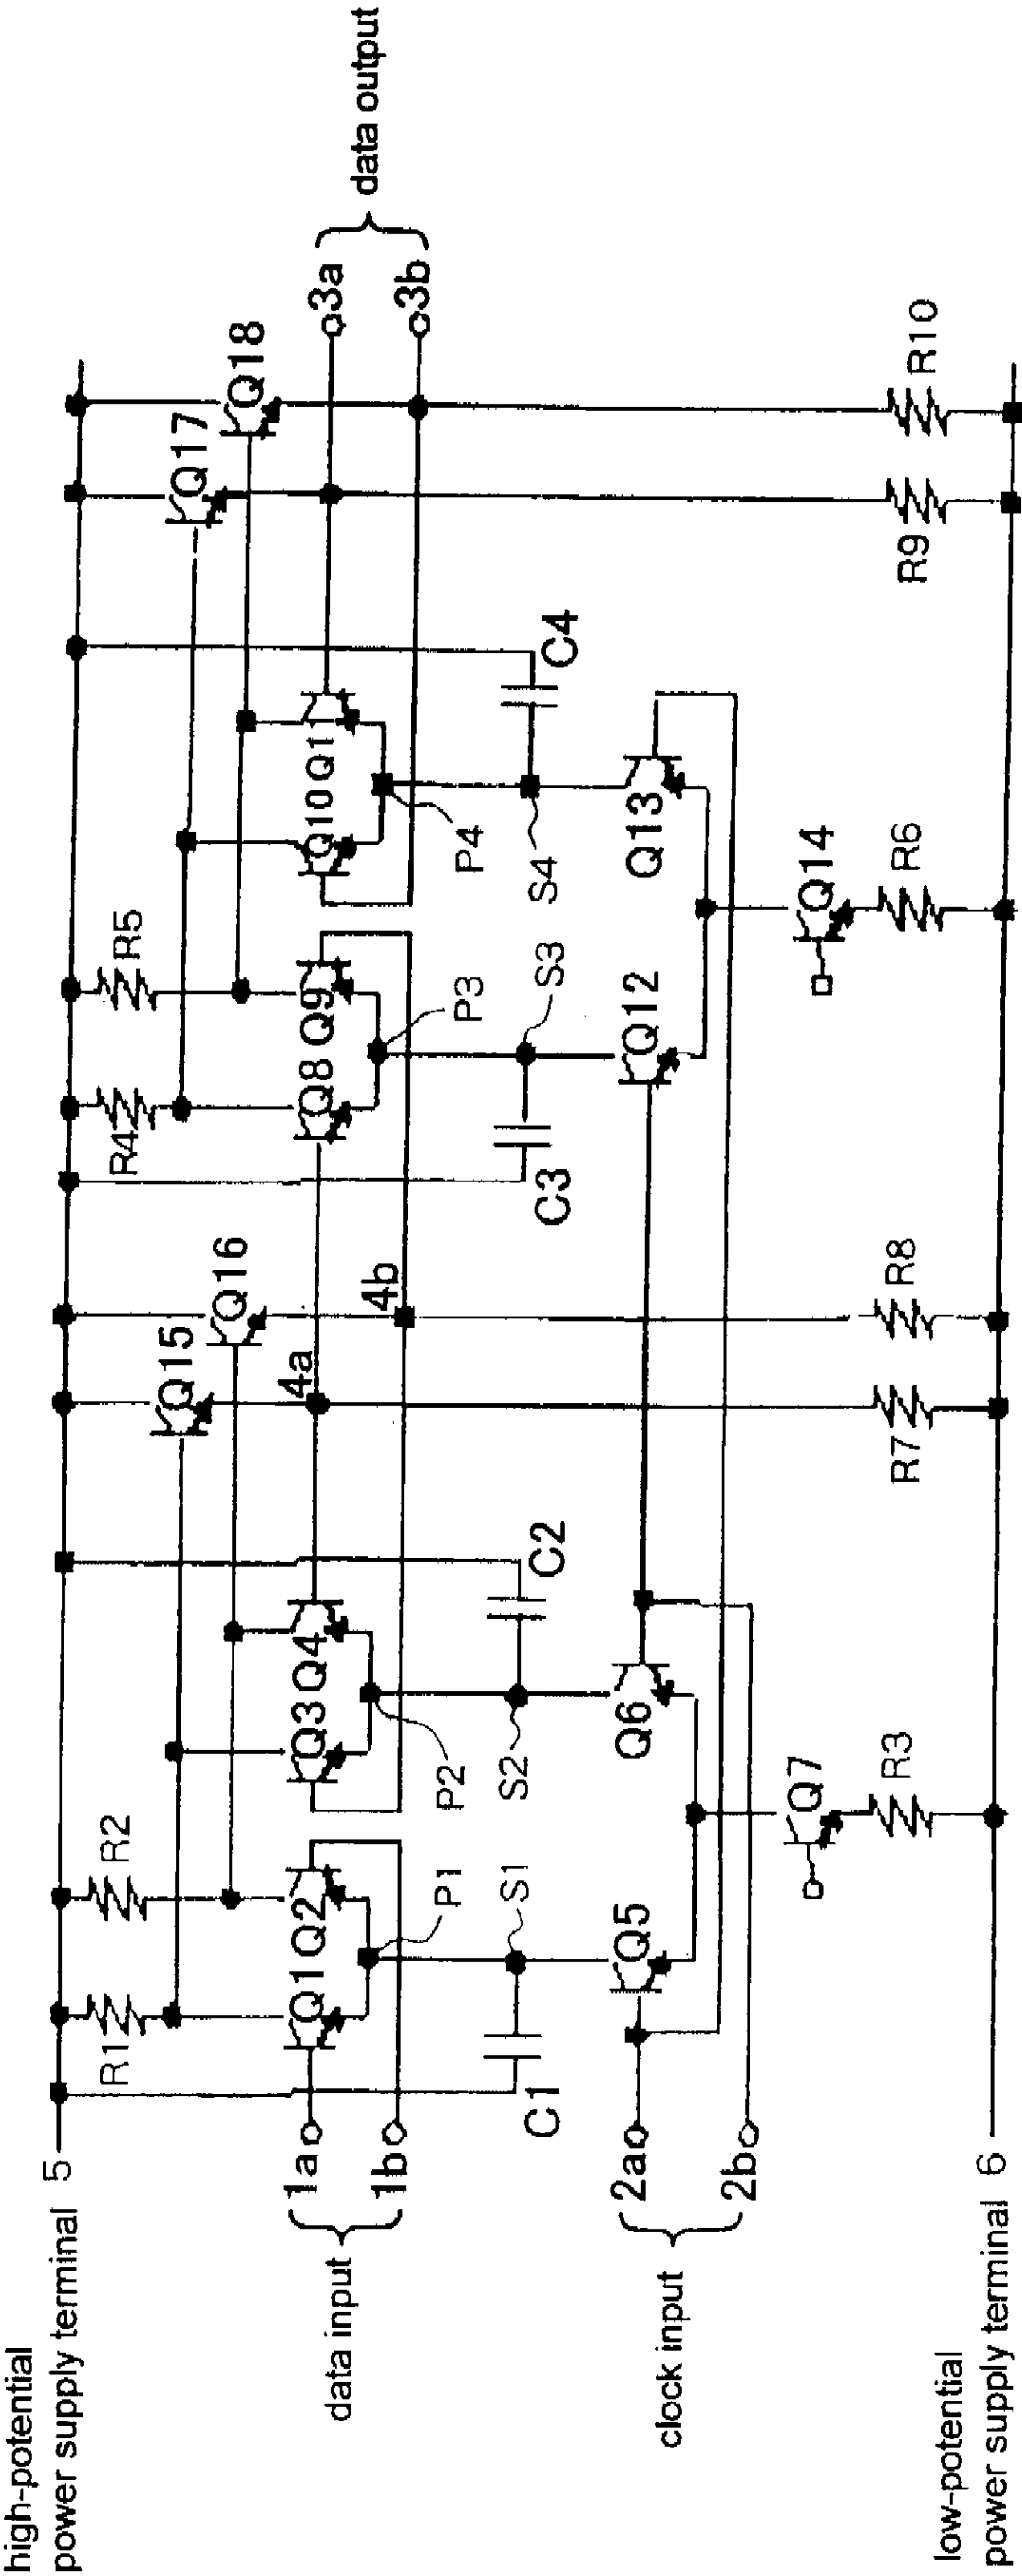 high-potential
power supply terminal 5
R1
R2
Q15
Q16
R4
R5
Q17
Q18
1a
1b
data input
Q1
Q2
Q3
Q4
4a
4b
Q8
Q9
Q10
Q1
3a
3b
data output
P1
P2
P3
P4
C1
S1
S2
C2
C3
S3
S4
C4
2a
2b
clock input
Q5
Q6
Q12
Q13
Q7
Q14
R3
R7
R8
R6
R9
R10
low-potential
power supply terminal 6